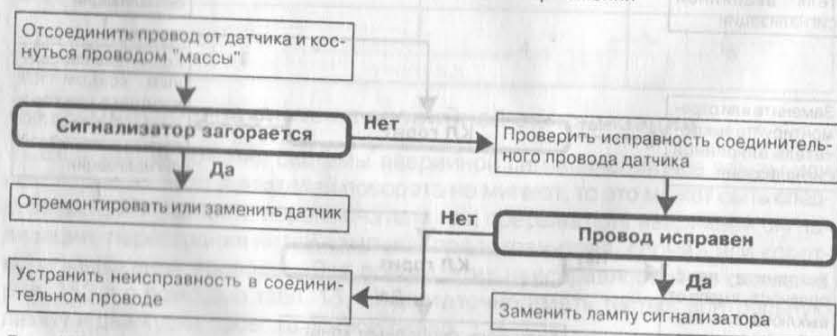 Отсоединить провод от датчика и кос-
нуться проводом "массы"
Сигнализатор загорается
Нет
Проверить исправность соединитель-
ного провода датчика
Да
Отремонтировать или заменить датчик
Нет
Провод исправен
Устранить неисправность в соедини-
тельном проводе
Да
Заменить лампу сигнализатора